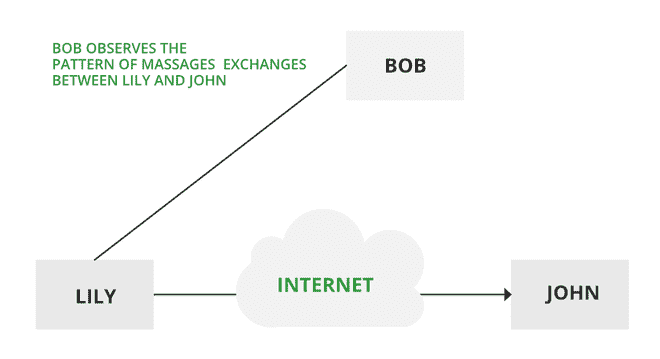 BOB OBSERVES THE
PATTERN OF MASSAGES EXCHANGES
BETWEEN LILY AND JOHN
BOB
LILY
INTERNET
JOHN